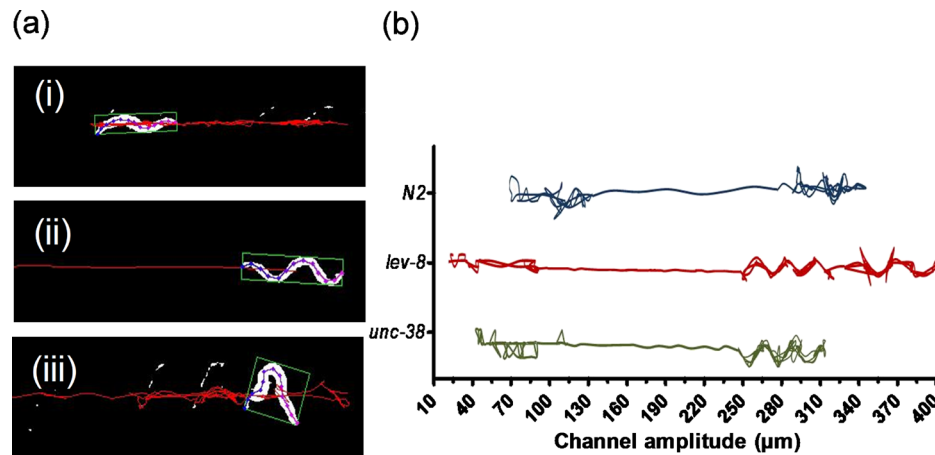 (a)
(i)
(ii)
(iii)
(b)
N2
lev-8
unc-38
10 40 70 100 130 160 190 220 250 280 310 340 370 400
Channel amplitude (µm)